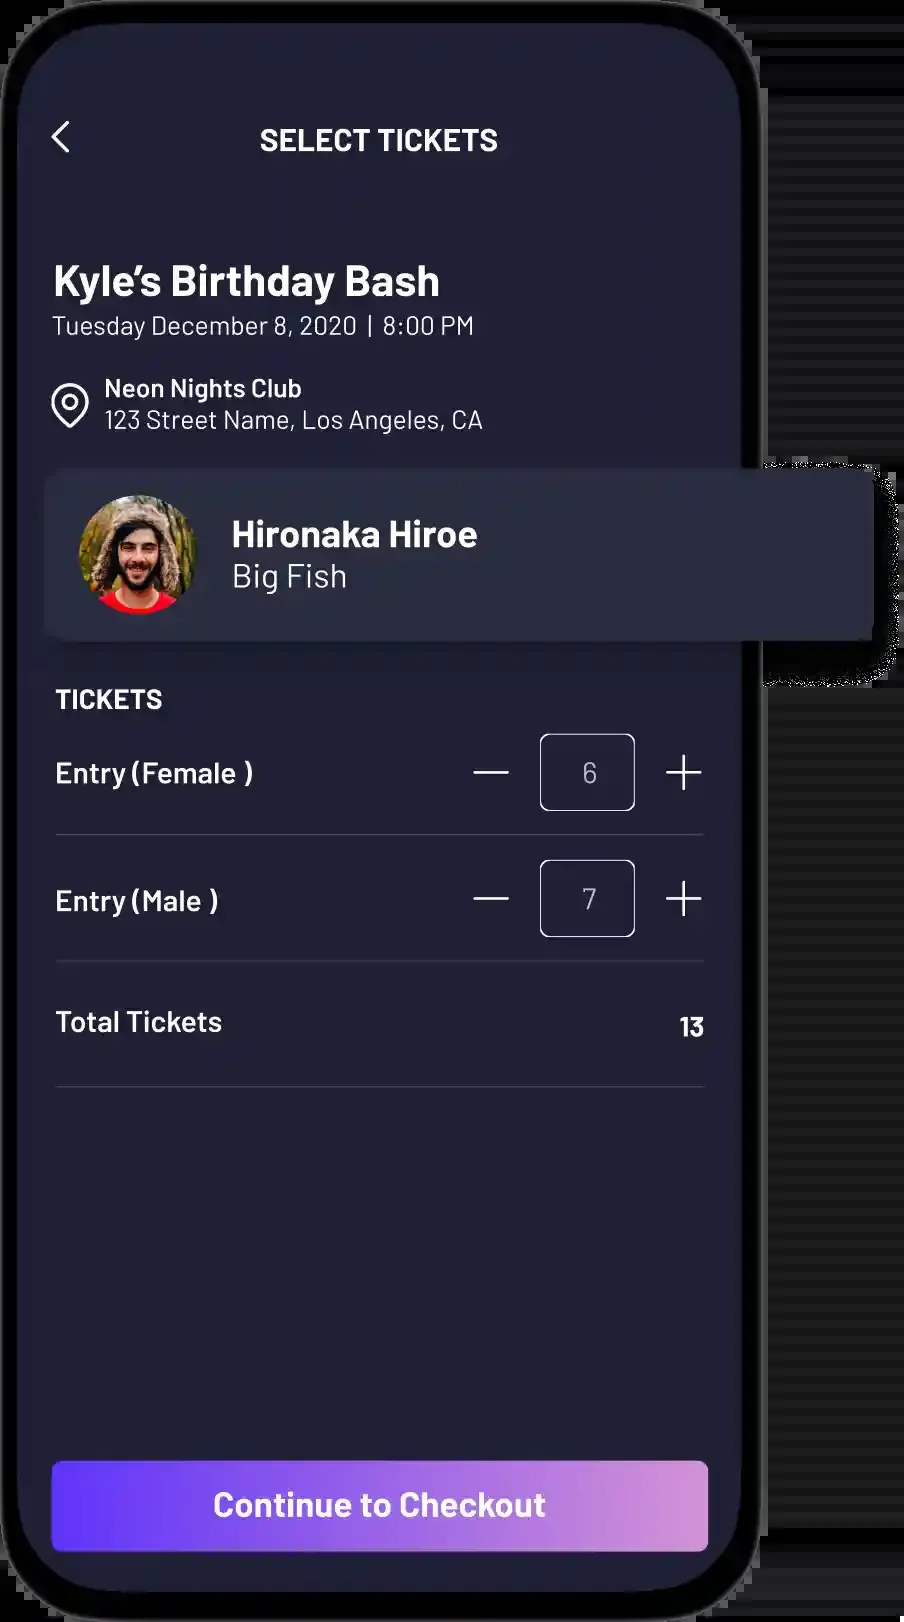 SELECT TICKETS
Kyle’s Birthday Bash
Tuesday December 8, 2020 | 8:00 PM
Neon Nights Club
123 Street Name, Los Angeles, CA
Hironaka Hiroe
Big Fish
TICKETS
Entry (Female )
6
Entry (Male )
7
Total Tickets
13
Continue to Checkout